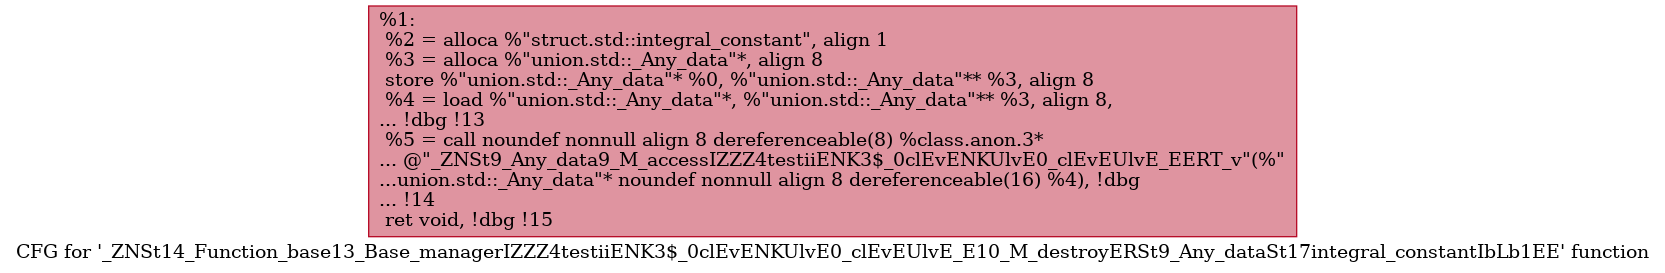 %1:
%2 = alloca %"struct.std::integral_constant", align 1
%3 = alloca %"union.std::_Any_data"*, align 8
store %"union.std::_Any_data"* %0, %"union.std::_Any_data"** %3, align 8
%4 = load %"union.std::_Any_data"*, %"union.std::_Any_data"** %3, align 8,
... !dbg !13
%5 = call noundef nonnull align 8 dereferenceable(8) %class.anon.3*
... @"_ZNSt9_Any_data9_M_accessIZZZ4testiiENK3$_0clEvENKUlvE0_clEvEUlvE_EERT_v"(%"
...union.std::_Any_data"* noundef nonnull align 8 dereferenceable(16) %4), !dbg
... !14
ret void, !dbg !15
CFG for '_ZNSt14_Function_base13_Base_managerIZZZ4testiiENK3$_0clEvENKUlvE0_clEvEUlvE_E10_M_destroyERSt9_Any_dataSt17integral_constantIbLb1EE' function